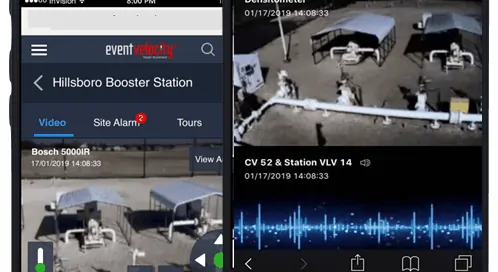 Invision
8:00 PM
eventvelocity
Hillsboro Booster Station
Video
Site Alarm
2
Tours
Bosch 5000IR
17/01/2019 14:08:33
View A
Densitometer
01/17/2019 14:08:33
CV 52 & Station VLV 14
01/17/2019 14:08:33